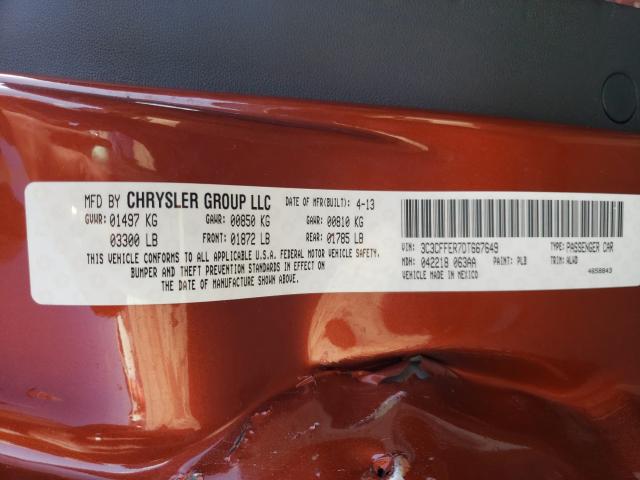 MFD BY CHRYSLER GROUP LLC DATE OF MFR(BUILT): 4-13
GVWR: 01497 KG GAWR: 00850 KG GAWR: 00810 KG
03300 LB FRONT: 01872 LB REAR: 01785 LB
THIS VEHICLE CONFORMS TO ALL APPLICABLE U.S.A. FEDERAL MOTOR VEHICLE SAFETY,
BUMPER AND THEFT PREVENTION STANDARDS IN EFFECT ON
THE DATE OF MANUFACTURE SHOWN ABOVE.
VIN: 3C3CFFER7DT667649 TYPE: PASSENGER CAR
MDH: 042218 063AA PAINT: PLB TRIM: ALWD
VEHICLE MADE IN MEXICO 4658843